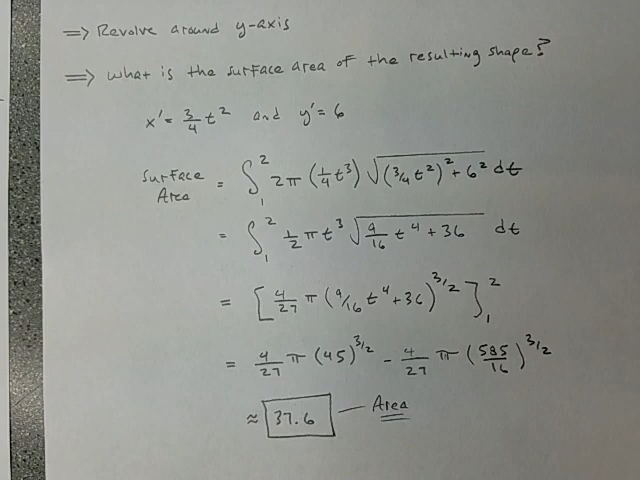 ⇒ Revolve around y-axis
⇒ What is the surface area of the resulting shape?
x' = 3/4 t² and y' = 6
Surface Area = ∫₁² 2π (1/4 t³) √((3/4 t²)² + 6²) dt
= ∫₁² 1/2 π t³ √(9/16 t⁴ + 36) dt
= [4/27 π (9/16 t⁴ + 36)^(3/2)]₁²
= 4/27 π (45)^(3/2) - 4/27 π (585/16)^(3/2)
≈ 37.6 — Area